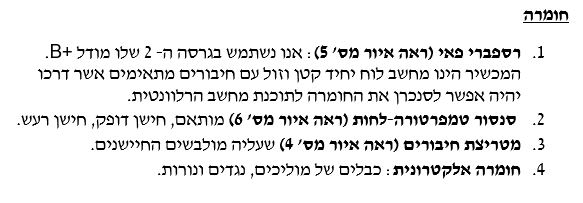 חומרה
1. רספברי פאי (ראה איור מס' 5) : אנו נשתמש בגרסה ה- 2 שלו מודל B+.
המכשיר הינו מחשב לוח יחיד קטן וזול עם חיבורים מתאימים אשר דרכו
יהיה אפשר לסנכרן את החומרה לתוכנת מחשב הרלוונטית.
2. סנסור טמפרטורה-לחות (ראה איור מס' 6) מותאם, חישן דופק, חישן רעש.
3. מטריצת חיבורים (ראה איור מס' 4) שעליה מולבשים החיישנים.
4. חומרה אלקטרונית : כבלים של מוליכים, נגדים ונורות.